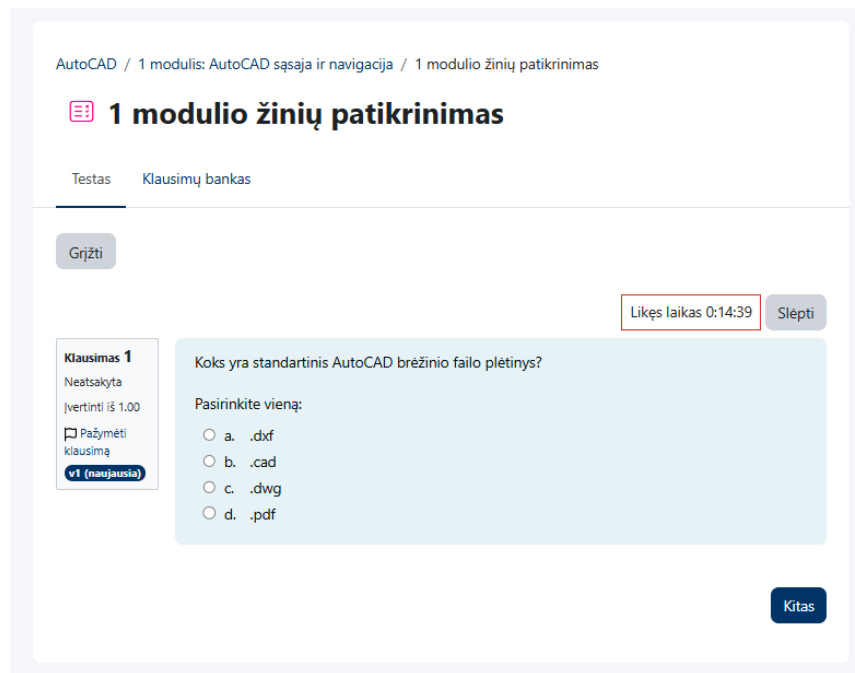 AutoCAD / 1 modulis: AutoCAD sąsaja ir navigacija / 1 modulio žinių patikrinimas
1 modulio žinių patikrinimas
Testas Klausimų bankas
Grįžti
Likęs laikas 0:14:39 Slėpti
Klausimas 1
Neatsakyta
Įvertinti iš 1.00
Pažymėti
klausimą
v1 (naujausia)
Koks yra standartinis AutoCAD brėžinio failo plėtinys?
Pasirinkite vieną:
a. .dxf
b. .cad
c. .dwg
d. .pdf
Kitas